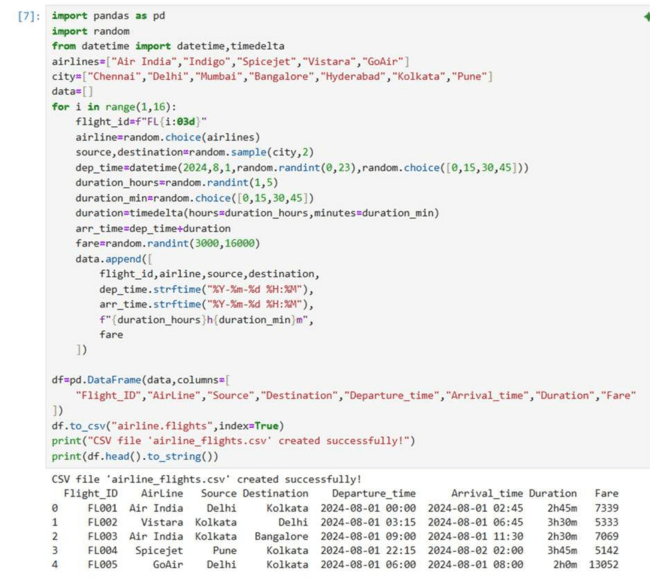 [7]: import pandas as pd
import random
from datetime import datetime,timedelta
airlines=["Air India","Indigo","Spicejet","Vistara","GoAir"]
city=["Chennai","Delhi","Mumbai","Bangalore","Hyderabad","Kolkata","Pune"]
data=[]
for i in range(1,16):
    flight_id=f"FL{i:03d}"
    airline=random.choice(airlines)
    source,destination=random.sample(city,2)
    dep_time=datetime(2024,8,1,random.randint(0,23),random.choice([0,15,30,45]))
    duration_hours=random.randint(1,5)
    duration_min=random.choice([0,15,30,45])
    duration=timedelta(hours=duration_hours,minutes=duration_min)
    arr_time=dep_time+duration
    fare=random.randint(3000,16000)
    data.append([
        flight_id,airline,source,destination,
        dep_time.strftime("%Y-%m-%d %H:%M"),
        arr_time.strftime("%Y-%m-%d %H:%M"),
        f"{duration_hours}h{duration_min}m",
        fare
    ])
df=pd.DataFrame(data,columns=[
    "Flight_ID","AirLine","Source","Destination","Departure_time","Arrival_time","Duration","Fare"
])
df.to_csv("airline.flights",index=True)
print("CSV file 'airline_flights.csv' created successfully!")
print(df.head().to_string())
CSV file 'airline_flights.csv' created successfully!
  Flight_ID    AirLine   Source Destination    Departure_time      Arrival_time Duration   Fare
0     FL001  Air India    Delhi     Kolkata  2024-08-01 00:00  2024-08-01 02:45    2h45m   7339
1     FL002    Vistara  Kolkata       Delhi  2024-08-01 03:15  2024-08-01 06:45    3h30m   5333
2     FL003  Air India  Kolkata   Bangalore  2024-08-01 09:00  2024-08-01 11:30    2h30m   7069
3     FL004   Spicejet     Pune     Kolkata  2024-08-01 22:15  2024-08-02 02:00    3h45m   5142
4     FL005      GoAir    Delhi     Kolkata  2024-08-01 06:00  2024-08-01 08:00     2h0m  13052